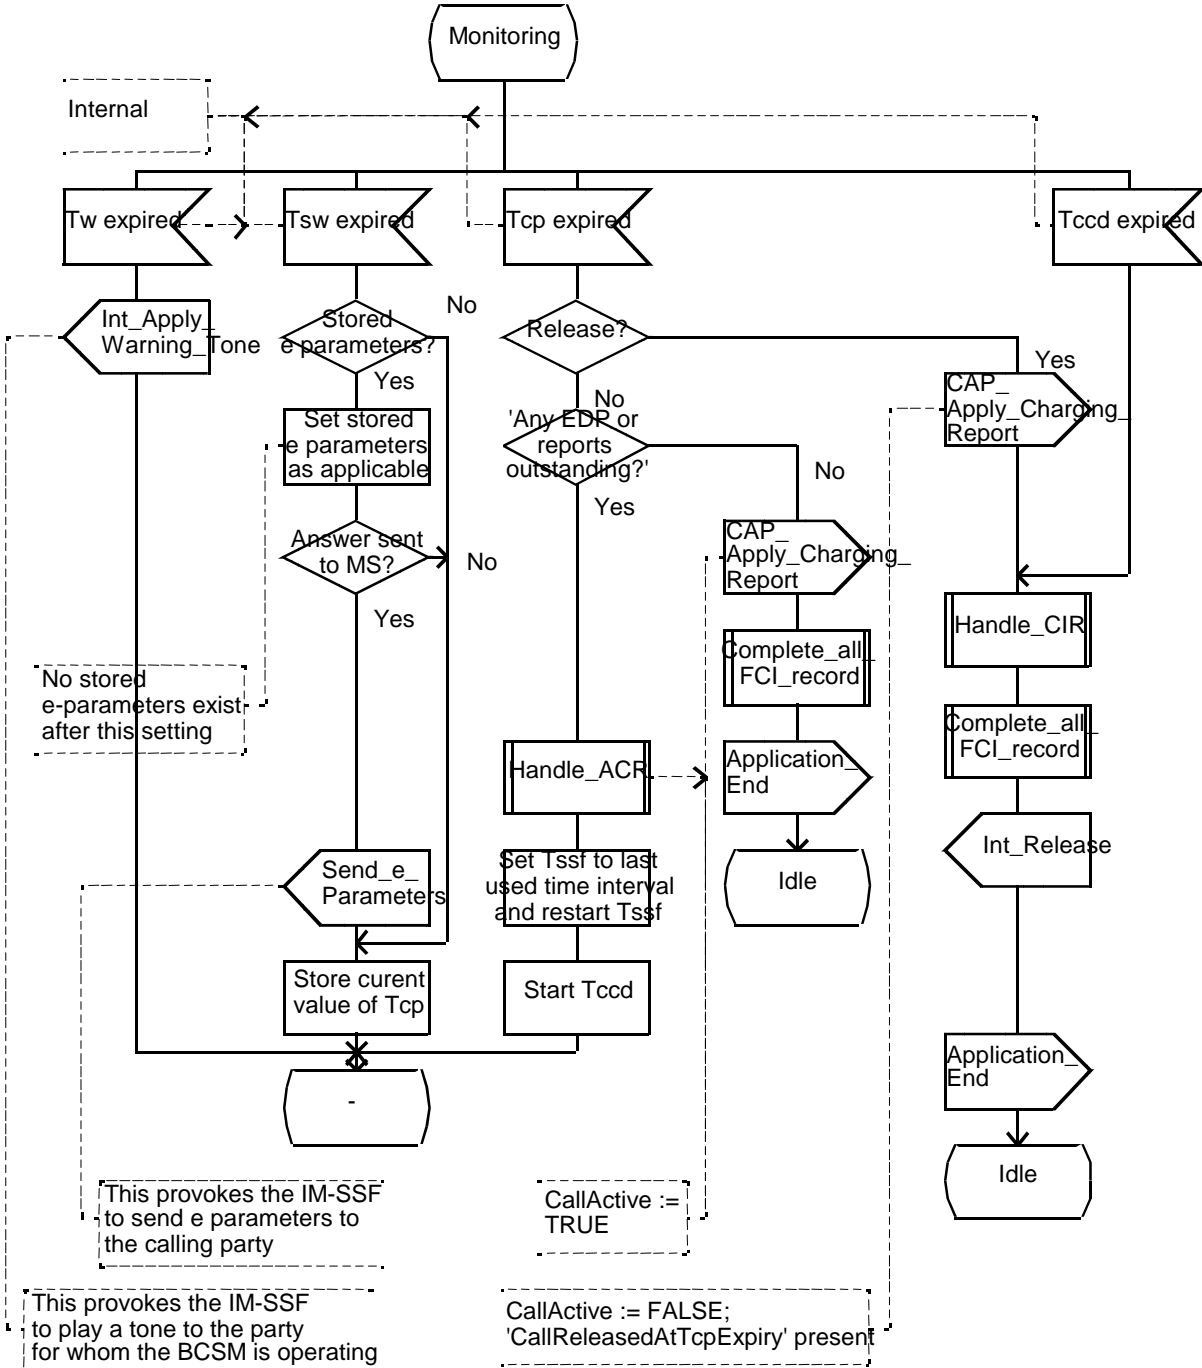 Monitoring
Internal
Tw expired
Tsw expired
Tcp expired
Tccd expired
Int_Apply_
Warning_Tone
Stored
e parameters?
No
Yes
Release?
Yes
No
CAP_
Apply_Charging_
Report
Set stored
e parameters
as applicable
'Any EDP or
reports
outstanding?'
No
Yes
Answer sent
to MS?
No
Yes
CAP_
Apply_Charging_
Report
Handle_CIR
Complete_all_
FCI_record
No stored
e-parameters exist
after this setting
Complete_all_
FCI_record
Handle_ACR
Application_
End
Int_Release
Send_e_
Parameters
Set Tssf to last
used time interval
and restart Tssf
Idle
Store curent
value of Tcp
Start Tccd
Application_
End
-
Idle
This provokes the IM-SSF
to send e parameters to
the calling party
CallActive :=
TRUE
This provokes the IM-SSF
to play a tone to the party
for whom the BCSM is operating
CallActive := FALSE;
'CallReleasedAtTcpExpiry' present